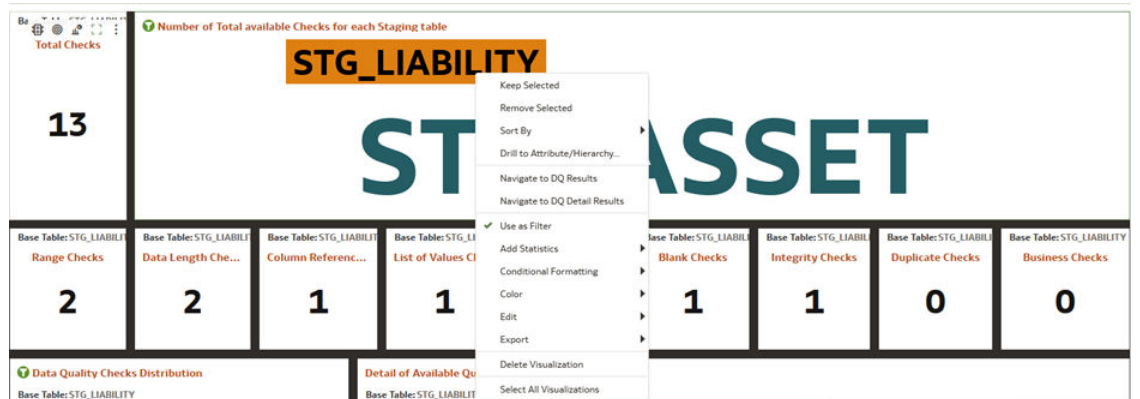 Total Checks
13
Number of Total available Checks for each Staging table
STG_LIABILITY
ASSET
Keep Selected
Remove Selected
Sort By
Drill to Attribute/Hierarchy...
Navigate to DQ Results
Navigate to DQ Detail Results
Use as Filter
Add Statistics
Conditional Formatting
Color
Edit
Export
Delete Visualization
Select All Visualizations
Base Table: STG_LIABILIT
Range Checks
2
Base Table: STG_LIABILI
Data Length Che...
2
Base Table: STG_LIABILIT
Column Referenc...
1
Base Table: STG_L
List of Values C
1
Base Table: STG_LIABIL
Blank Checks
1
Base Table: STG_LIABIL
Integrity Checks
1
Base Table: STG_LIABILI
Duplicate Checks
0
Base Table: STG_LIABILITY
Business Checks
0
Data Quality Checks Distribution
Base Table: STG_LIABILITY
Detail of Available Qu
Base Table: STG_LIABILIT